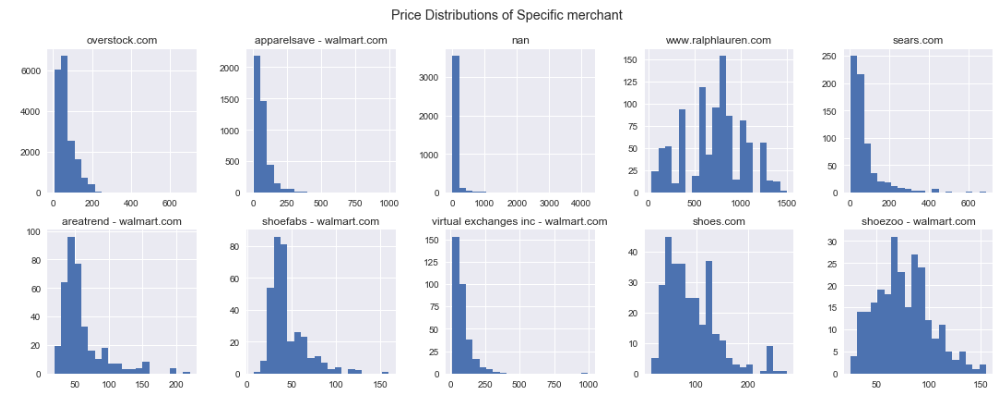 Price Distributions of Specific merchant
overstock.com
6000
4000
2000
0
0 200 400 600
apparelsave - walmart.com
2000
1500
1000
500
0
0 250 500 750 1000
nan
3000
2000
1000
0
0 1000 2000 3000 4000
www.ralphlauren.com
150
125
100
75
50
25
0
0 500 1000 1500
sears.com
250
200
150
100
50
0
0 200 400 600
areatrend - walmart.com
100
80
60
40
20
0
50 100 150 200
shoefabs - walmart.com
80
60
40
20
0
0 50 100 150
virtual exchanges inc - walmart.com
150
125
100
75
50
25
0
0 250 500 750 1000
shoes.com
40
30
20
10
0
100 200
shoezoo - walmart.com
30
25
20
15
10
5
0
50 100 150